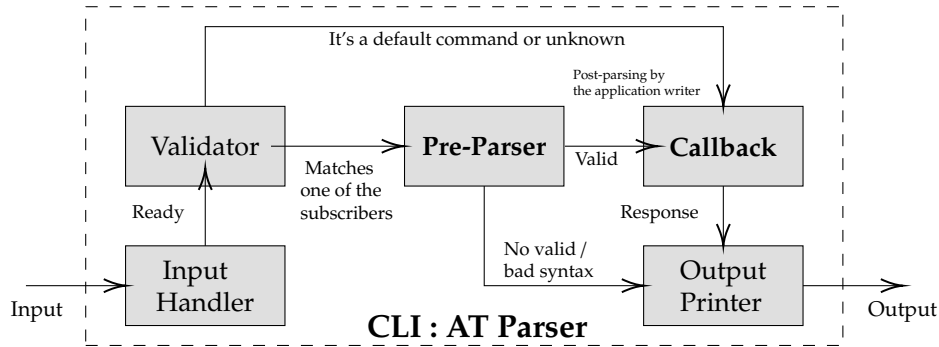 It's a default command or unknown
Post-parsing by
the application writer
Validator
Pre-Parser
Callback
Matches
one of the
subscribers
Valid
Ready
Response
Input
Handler
No valid /
bad syntax
Output
Printer
Input
Output
CLI : AT Parser